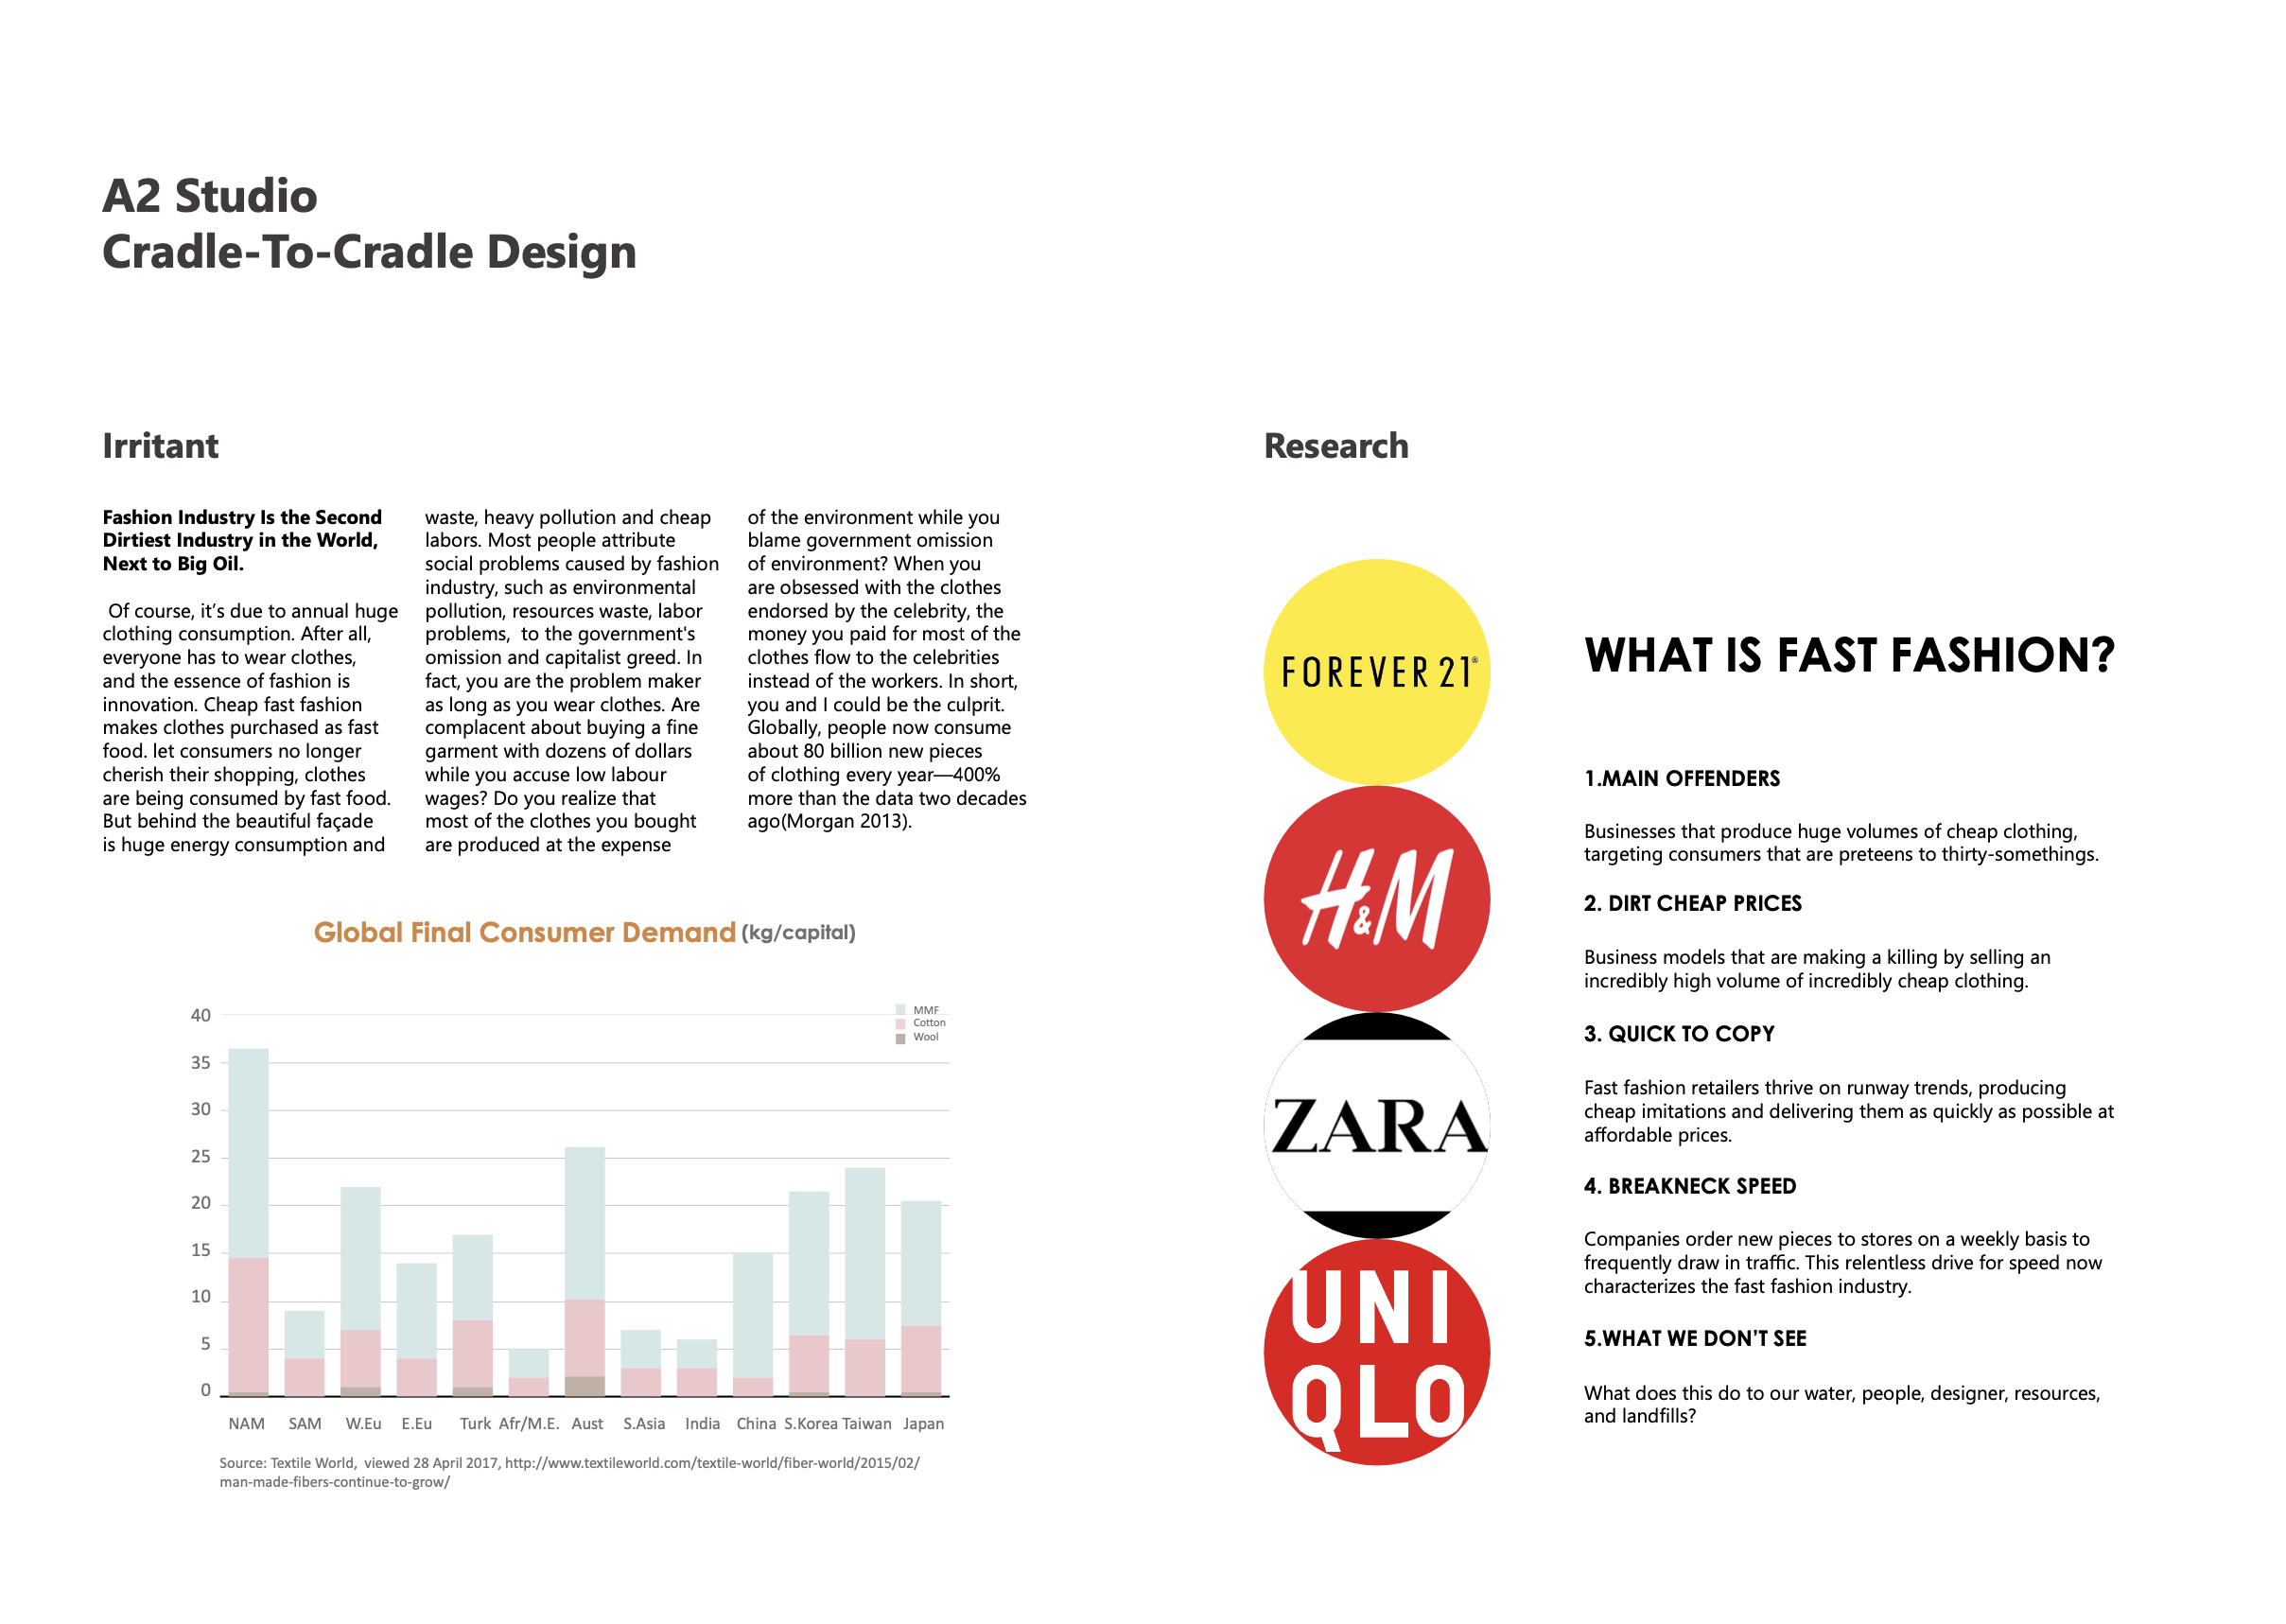 A2 Studio
Cradle-To-Cradle Design
Irritant
Fashion Industry Is the Second
Dirtiest Industry in the World,
Next to Big Oil.
Of course, it’s due to annual huge
clothing consumption. After all,
everyone has to wear clothes,
and the essence of fashion is
innovation. Cheap fast fashion
makes clothes purchased as fast
food. let consumers no longer
cherish their shopping, clothes
are being consumed by fast food.
But behind the beautiful façade
is huge energy consumption and
waste, heavy pollution and cheap
labors. Most people attribute
social problems caused by fashion
industry, such as environmental
pollution, resources waste, labor
problems,  to the government's
omission and capitalist greed. In
fact, you are the problem maker
as long as you wear clothes. Are
complacent about buying a fine
garment with dozens of dollars
while you accuse low labour
wages? Do you realize that
most of the clothes you bought
are produced at the expense
of the environment while you
blame government omission
of environment? When you
are obsessed with the clothes
endorsed by the celebrity, the
money you paid for most of the
clothes flow to the celebrities
instead of the workers. In short,
you and I could be the culprit.
Globally, people now consume
about 80 billion new pieces
of clothing every year—400%
more than the data two decades
ago(Morgan 2013).
Global Final Consumer Demand (kg/capital)
MMF
Cotton
Wool
40
35
30
25
20
15
10
5
0
NAM SAM W.Eu E.Eu Turk Afr/M.E. Aust S.Asia India China S.Korea Taiwan Japan
Source: Textile World,  viewed 28 April 2017, http://www.textileworld.com/textile-world/fiber-world/2015/02/
man-made-fibers-continue-to-grow/
Research
FOREVER 21®
H&M
ZARA
UNI
QLO
WHAT IS FAST FASHION?
1.MAIN OFFENDERS
Businesses that produce huge volumes of cheap clothing,
targeting consumers that are preteens to thirty-somethings.
2. DIRT CHEAP PRICES
Business models that are making a killing by selling an
incredibly high volume of incredibly cheap clothing.
3. QUICK TO COPY
Fast fashion retailers thrive on runway trends, producing
cheap imitations and delivering them as quickly as possible at
affordable prices.
4. BREAKNECK SPEED
Companies order new pieces to stores on a weekly basis to
frequently draw in traffic. This relentless drive for speed now
characterizes the fast fashion industry.
5.WHAT WE DON’T SEE
What does this do to our water, people, designer, resources,
and landfills?